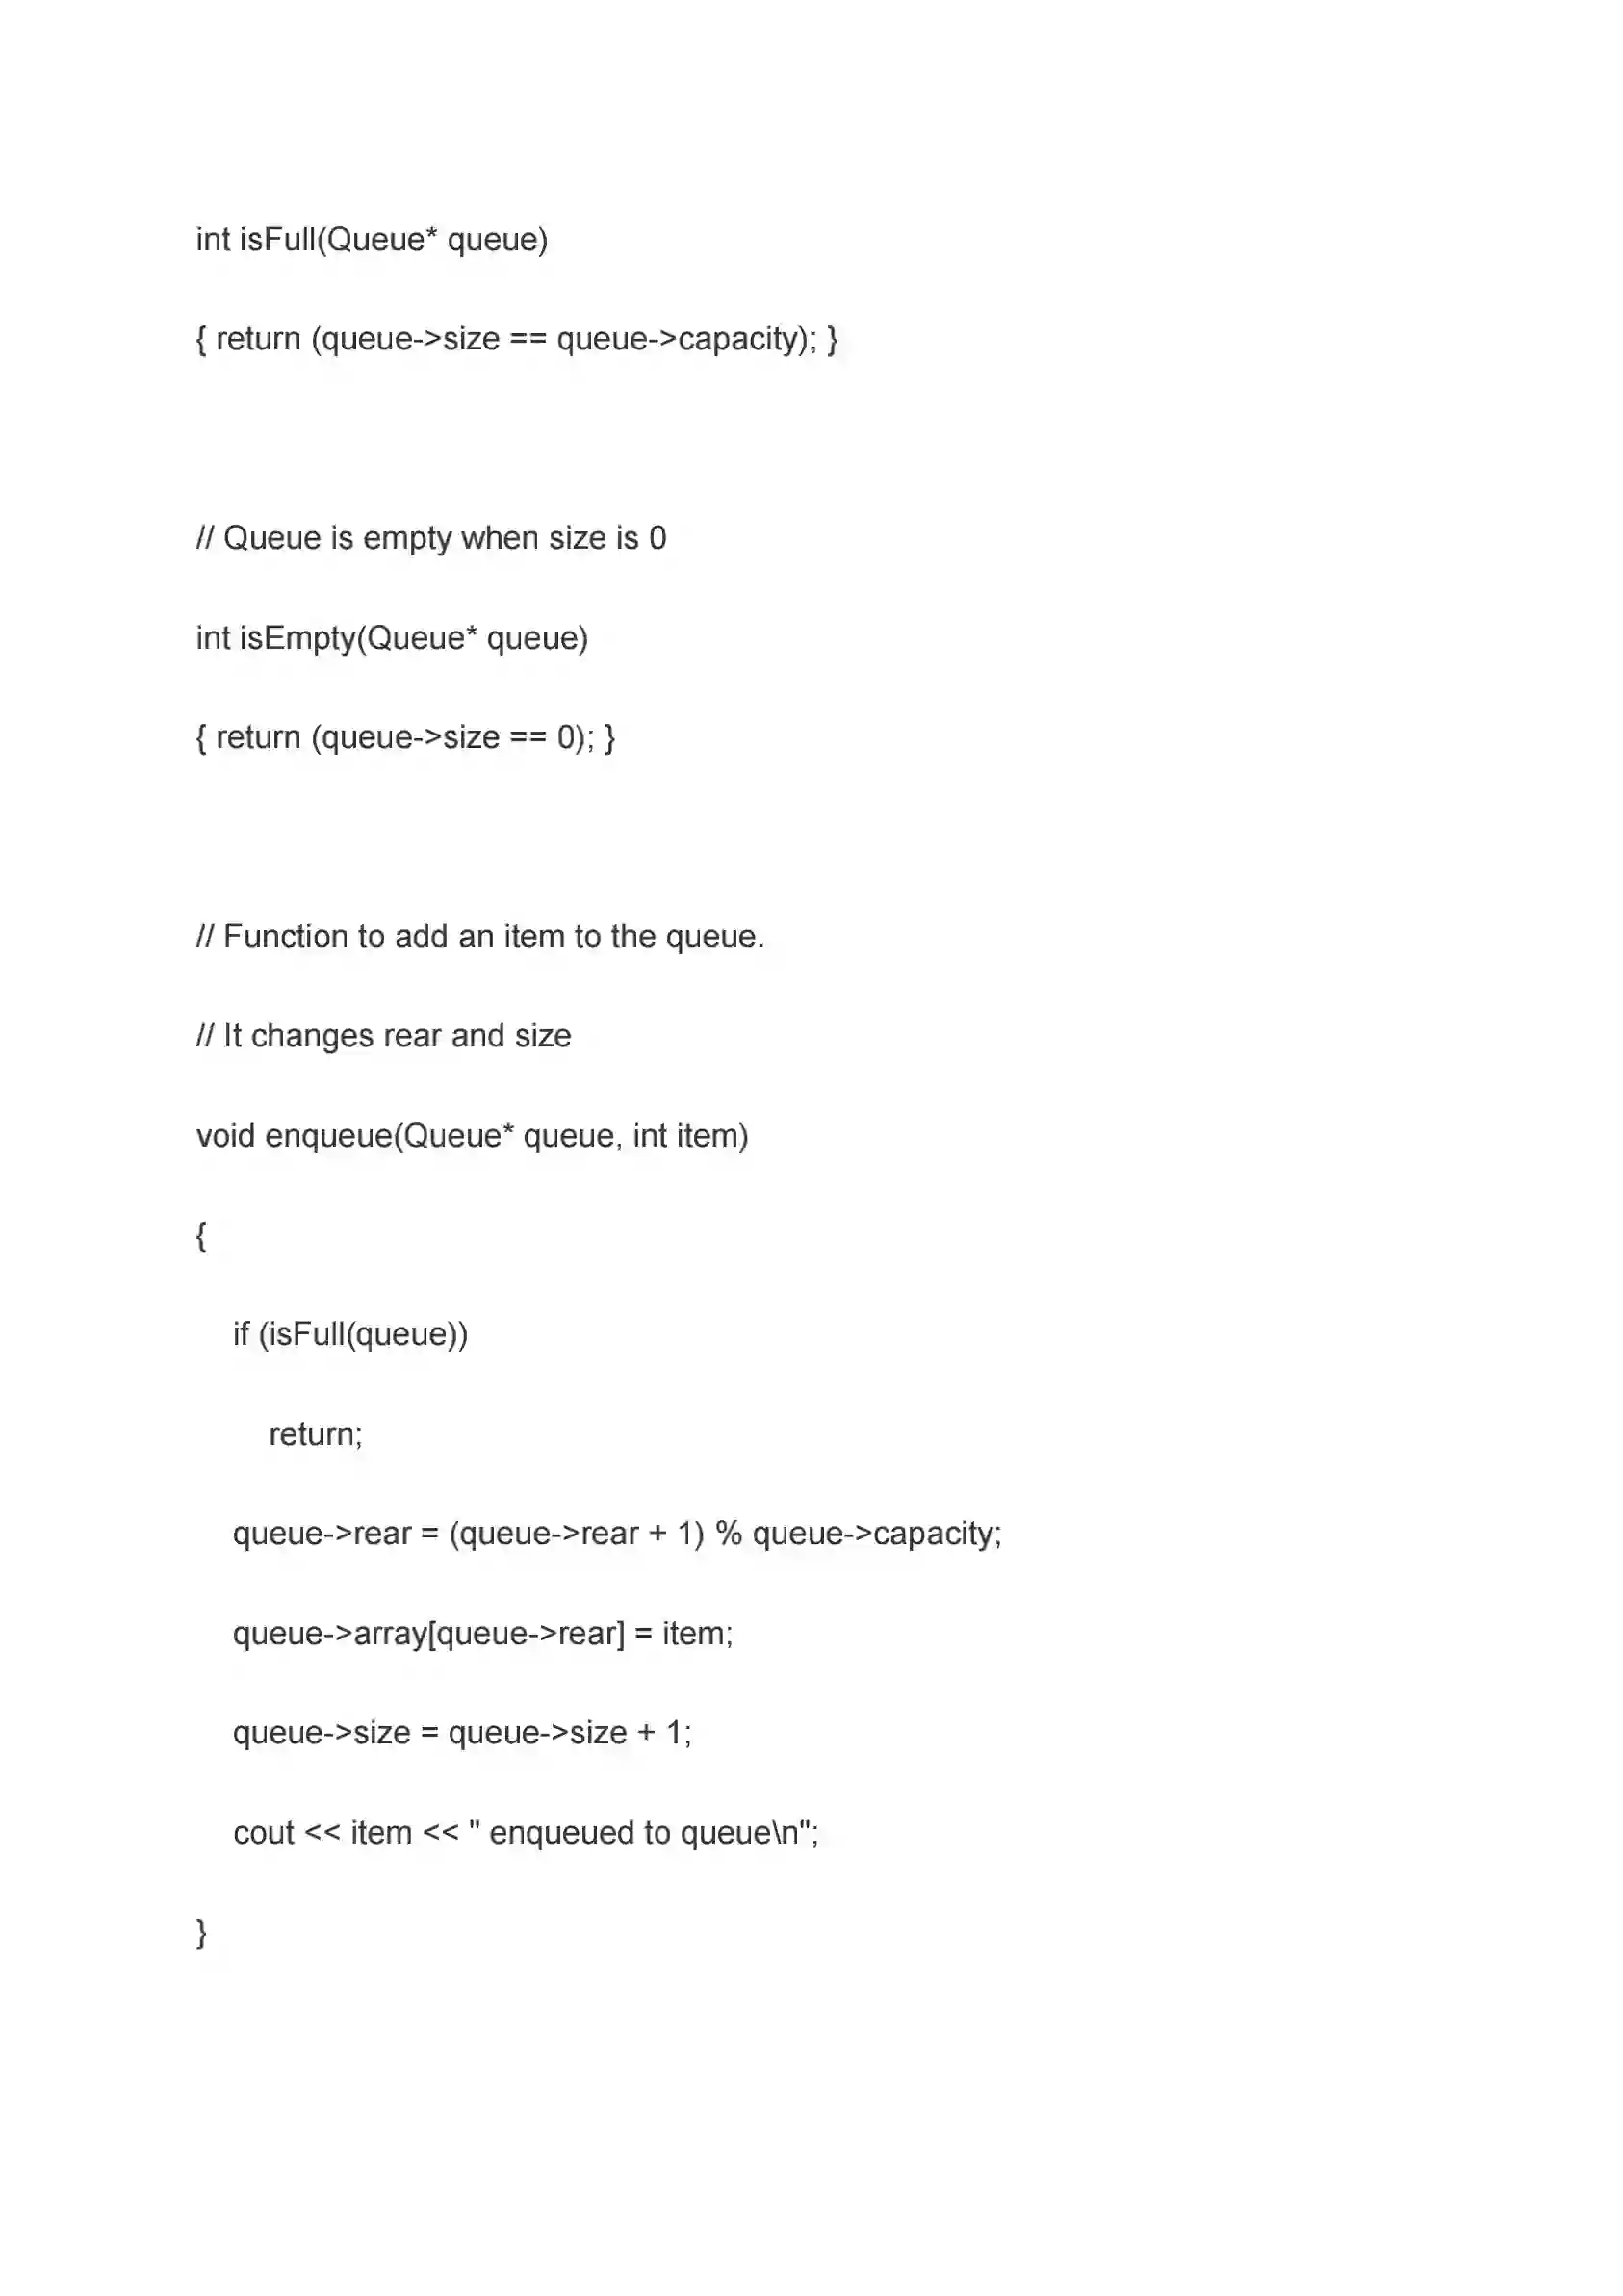 int isFull(Queue* queue)
{ return (queue->size == queue->capacity); }
// Queue is empty when size is 0
int isEmpty(Queue* queue)
{ return (queue->size == 0); }
// Function to add an item to the queue.
// It changes rear and size
void enqueue(Queue* queue, int item)
{
    if (isFull(queue))
        return;
    queue->rear = (queue->rear + 1) % queue->capacity;
    queue->array[queue->rear] = item;
    queue->size = queue->size + 1;
    cout << item << " enqueued to queue\n";
}